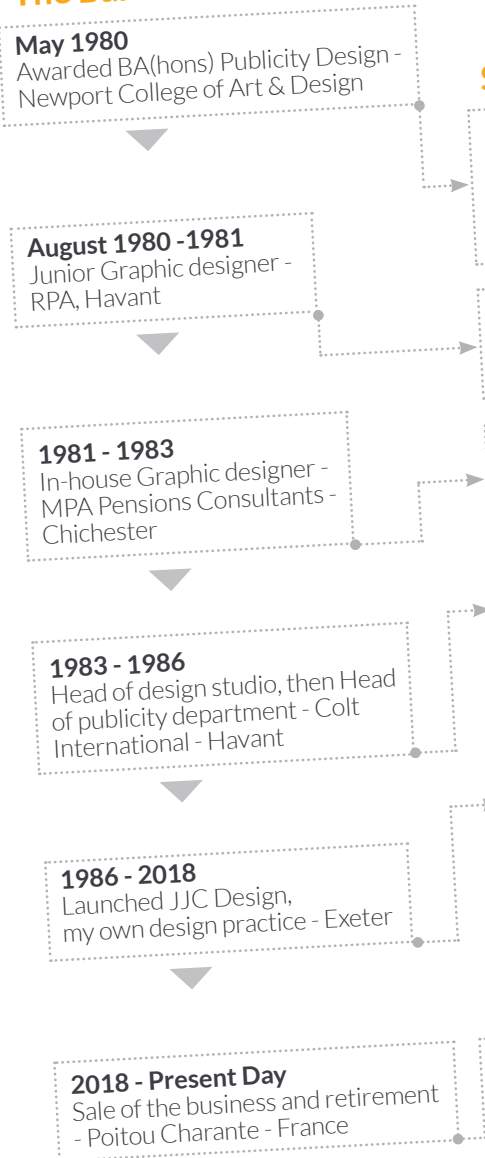 May 1980
Awarded BA(hons) Publicity Design -
Newport College of Art & Design
August 1980 -1981
Junior Graphic designer -
RPA, Havant
1981 - 1983
In-house Graphic designer -
MPA Pensions Consultants -
Chichester
1983 - 1986
Head of design studio, then Head
of publicity department - Colt
International - Havant
1986 - 2018
Launched JJC Design,
my own design practice - Exeter
2018 - Present Day
Sale of the business and retirement
- Poitou Charante - France